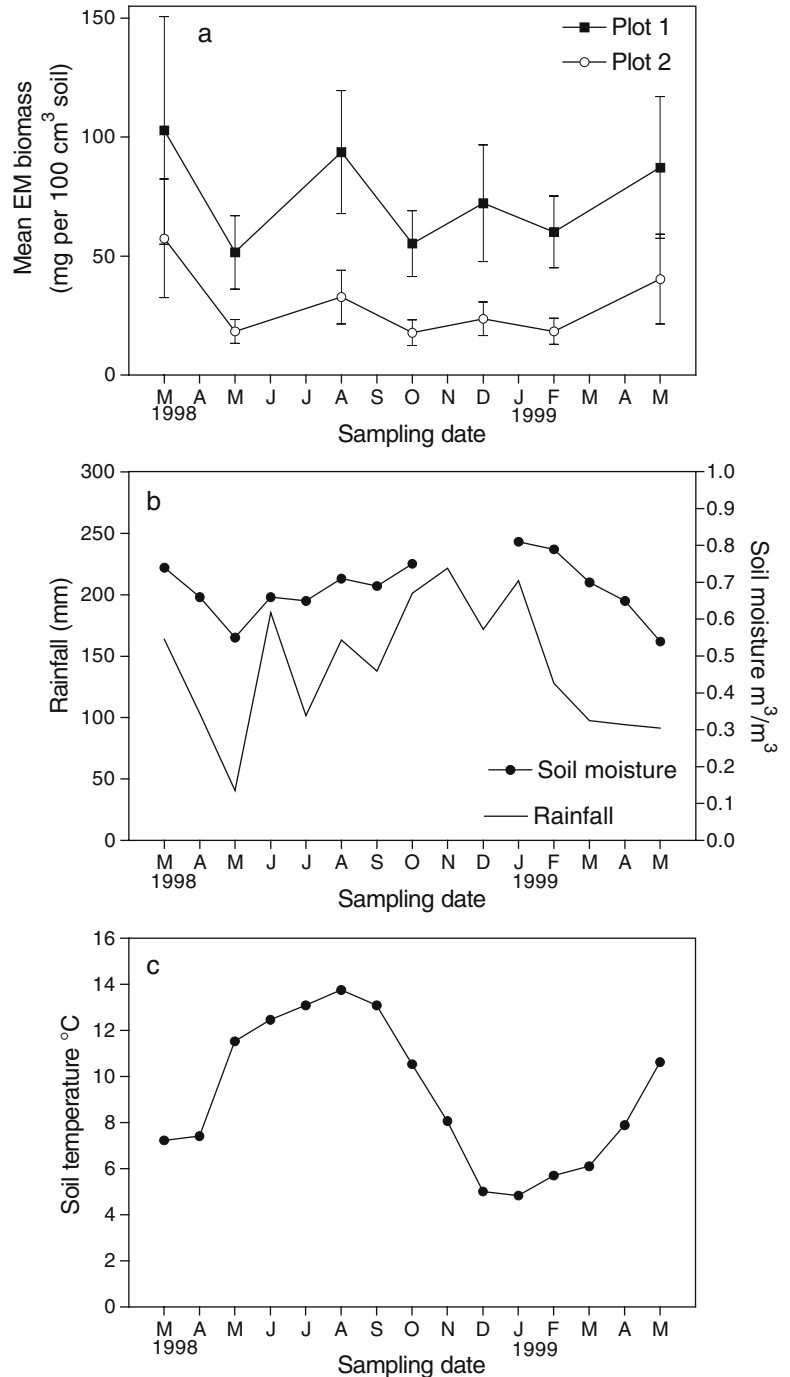 a
Plot 1
Plot 2
Mean EM biomass
(mg per 100 cm³ soil)
150
100
50
0
M A M J J A S O N D J F M A M
1998 1999
Sampling date
b
Rainfall (mm)
300
250
200
150
100
50
0
Soil moisture m³/m³
1.0
0.9
0.8
0.7
0.6
0.5
0.4
0.3
0.2
0.1
0.0
Soil moisture
Rainfall
M A M J J A S O N D J F M A M
1998 1999
Sampling date
c
Soil temperature °C
16
14
12
10
8
6
4
2
0
M A M J J A S O N D J F M A M
1998 1999
Sampling date